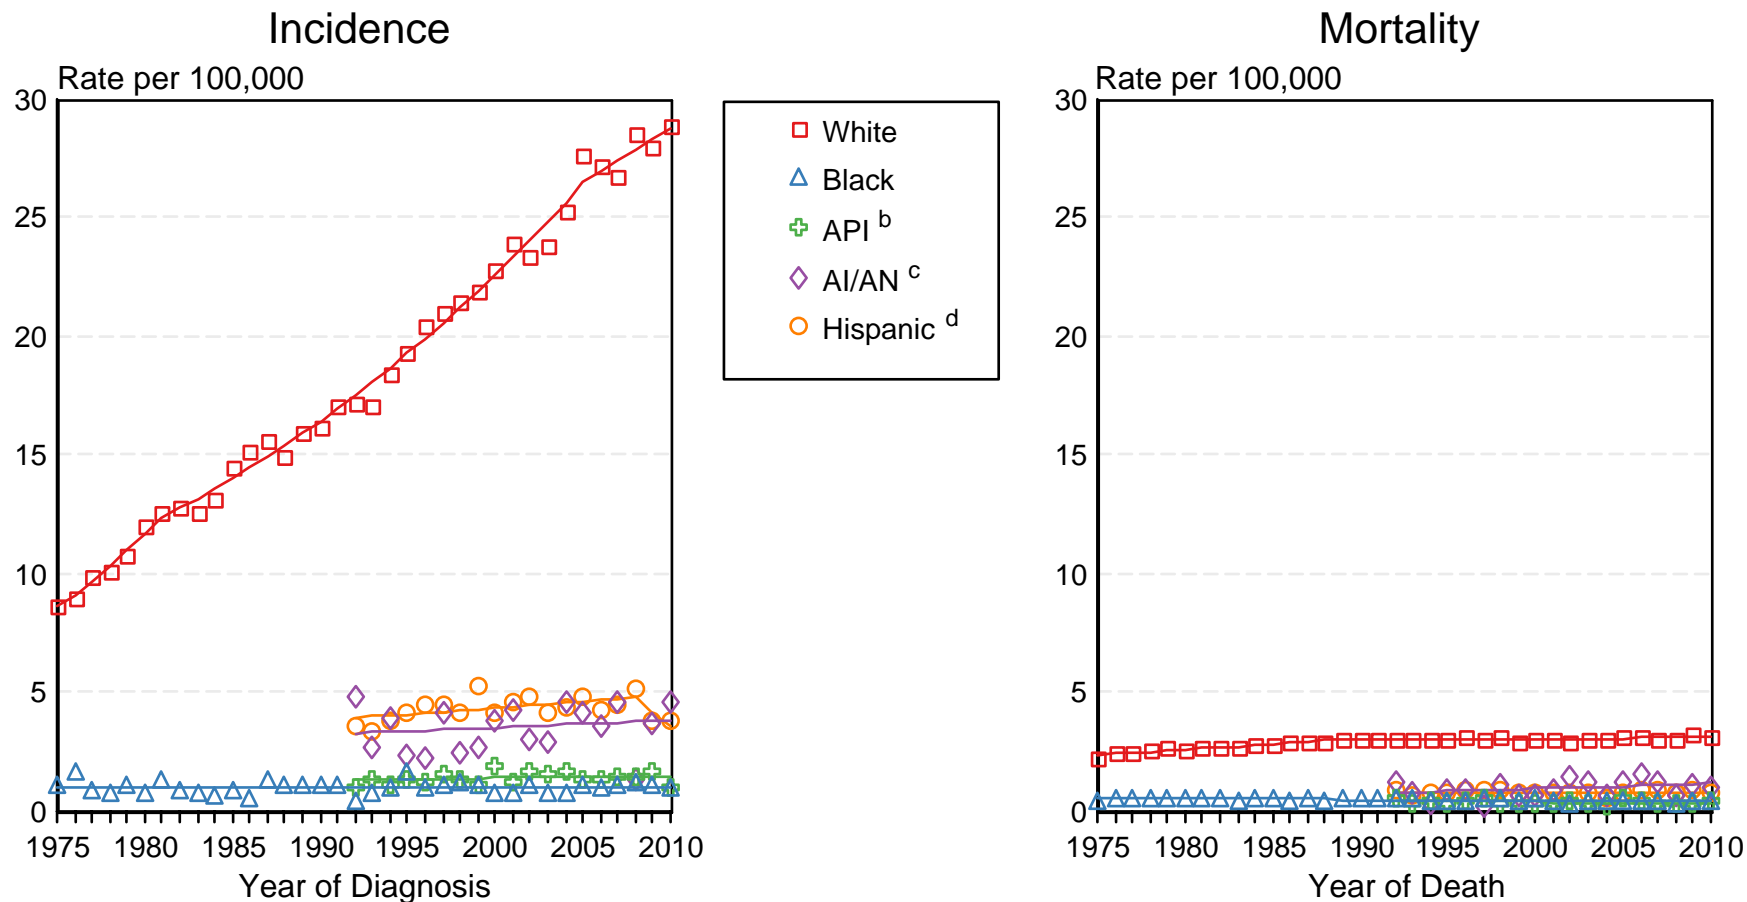 Incidence
Rate per 100,000
30
25
20
15
10
5
0
1975 1980 1985 1990 1995 2000 2005 2010
Year of Diagnosis
White
Black
API b
AI/AN c
Hispanic d
Mortality
Rate per 100,000
30
25
20
15
10
5
0
1975 1980 1985 1990 1995 2000 2005 2010
Year of Death